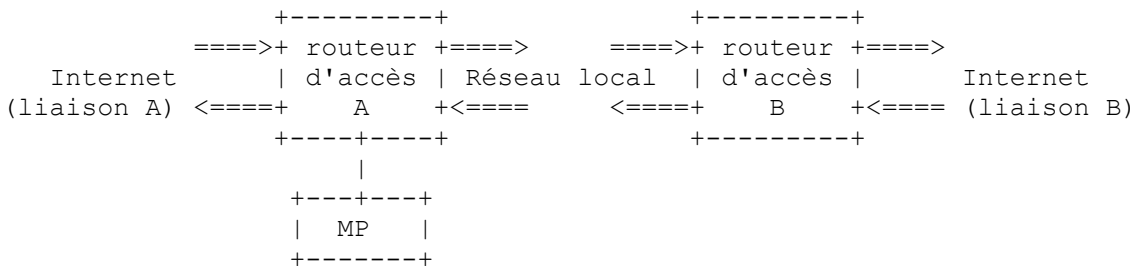 +---------+ +---------+
====>+ routeur +====> ====>+ routeur +====>
Internet | d'accès | Réseau local | d'accès | Internet
(liaison A) <====+ A +<==== <====+ B +<==== (liaison B)
+----+----+ +---------+
|
+---+---+
| MP |
+-------+